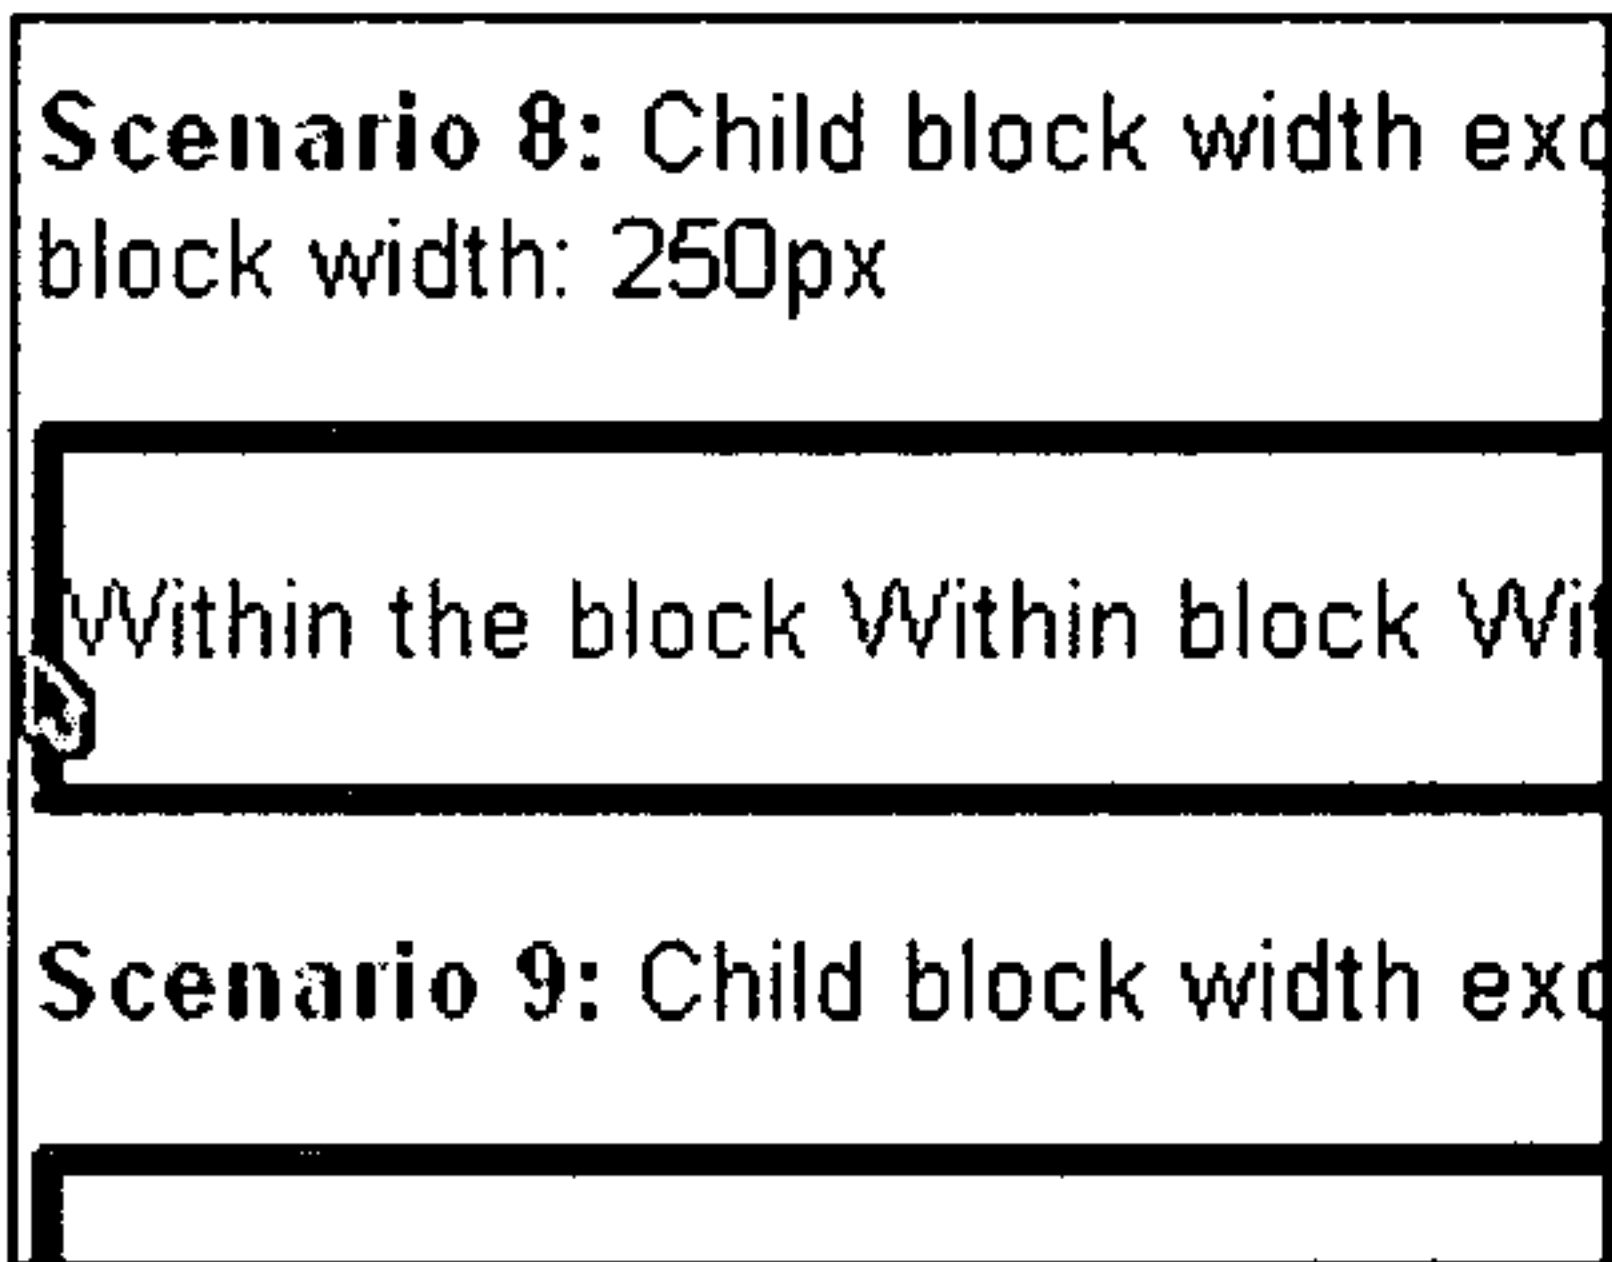 Scenario 8: Child block width exc
block width: 250px
Within the block Within block Wit
Scenario 9: Child block width exc